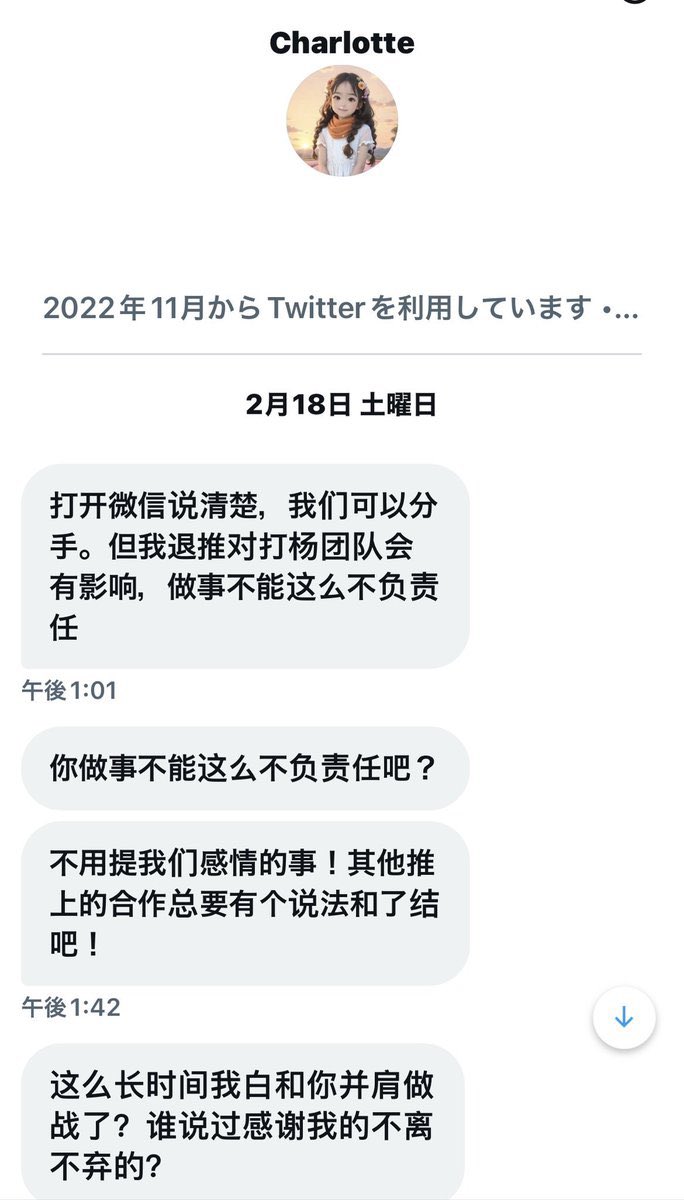 Charlotte
2022年11月からTwitterを利用しています •...
2月18日 土曜日
打开微信说清楚，我们可以分
手。但我退推对打杨团队会
有影响，做事不能这么不负责
任
午後1:01
你做事不能这么不负责任吧？
不用提我们感情的事！其他推
上的合作总要有个说法和了结
吧！
午後1:42
这么长时间我白和你并肩做
战了？谁说过感谢我的不离
不弃的?